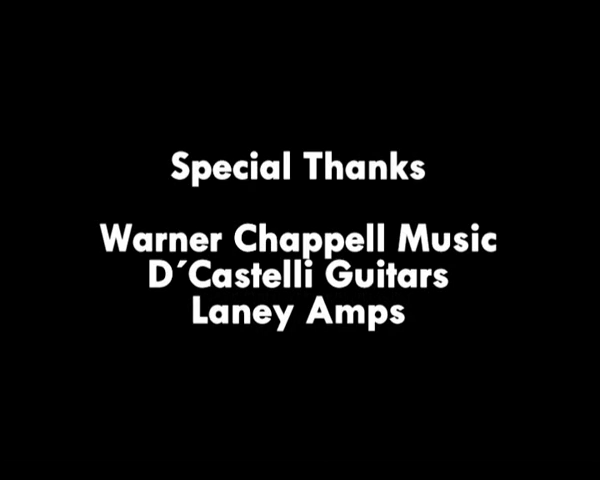 Special Thanks
Warner Chappell Music
D´Castelli Guitars
Laney Amps